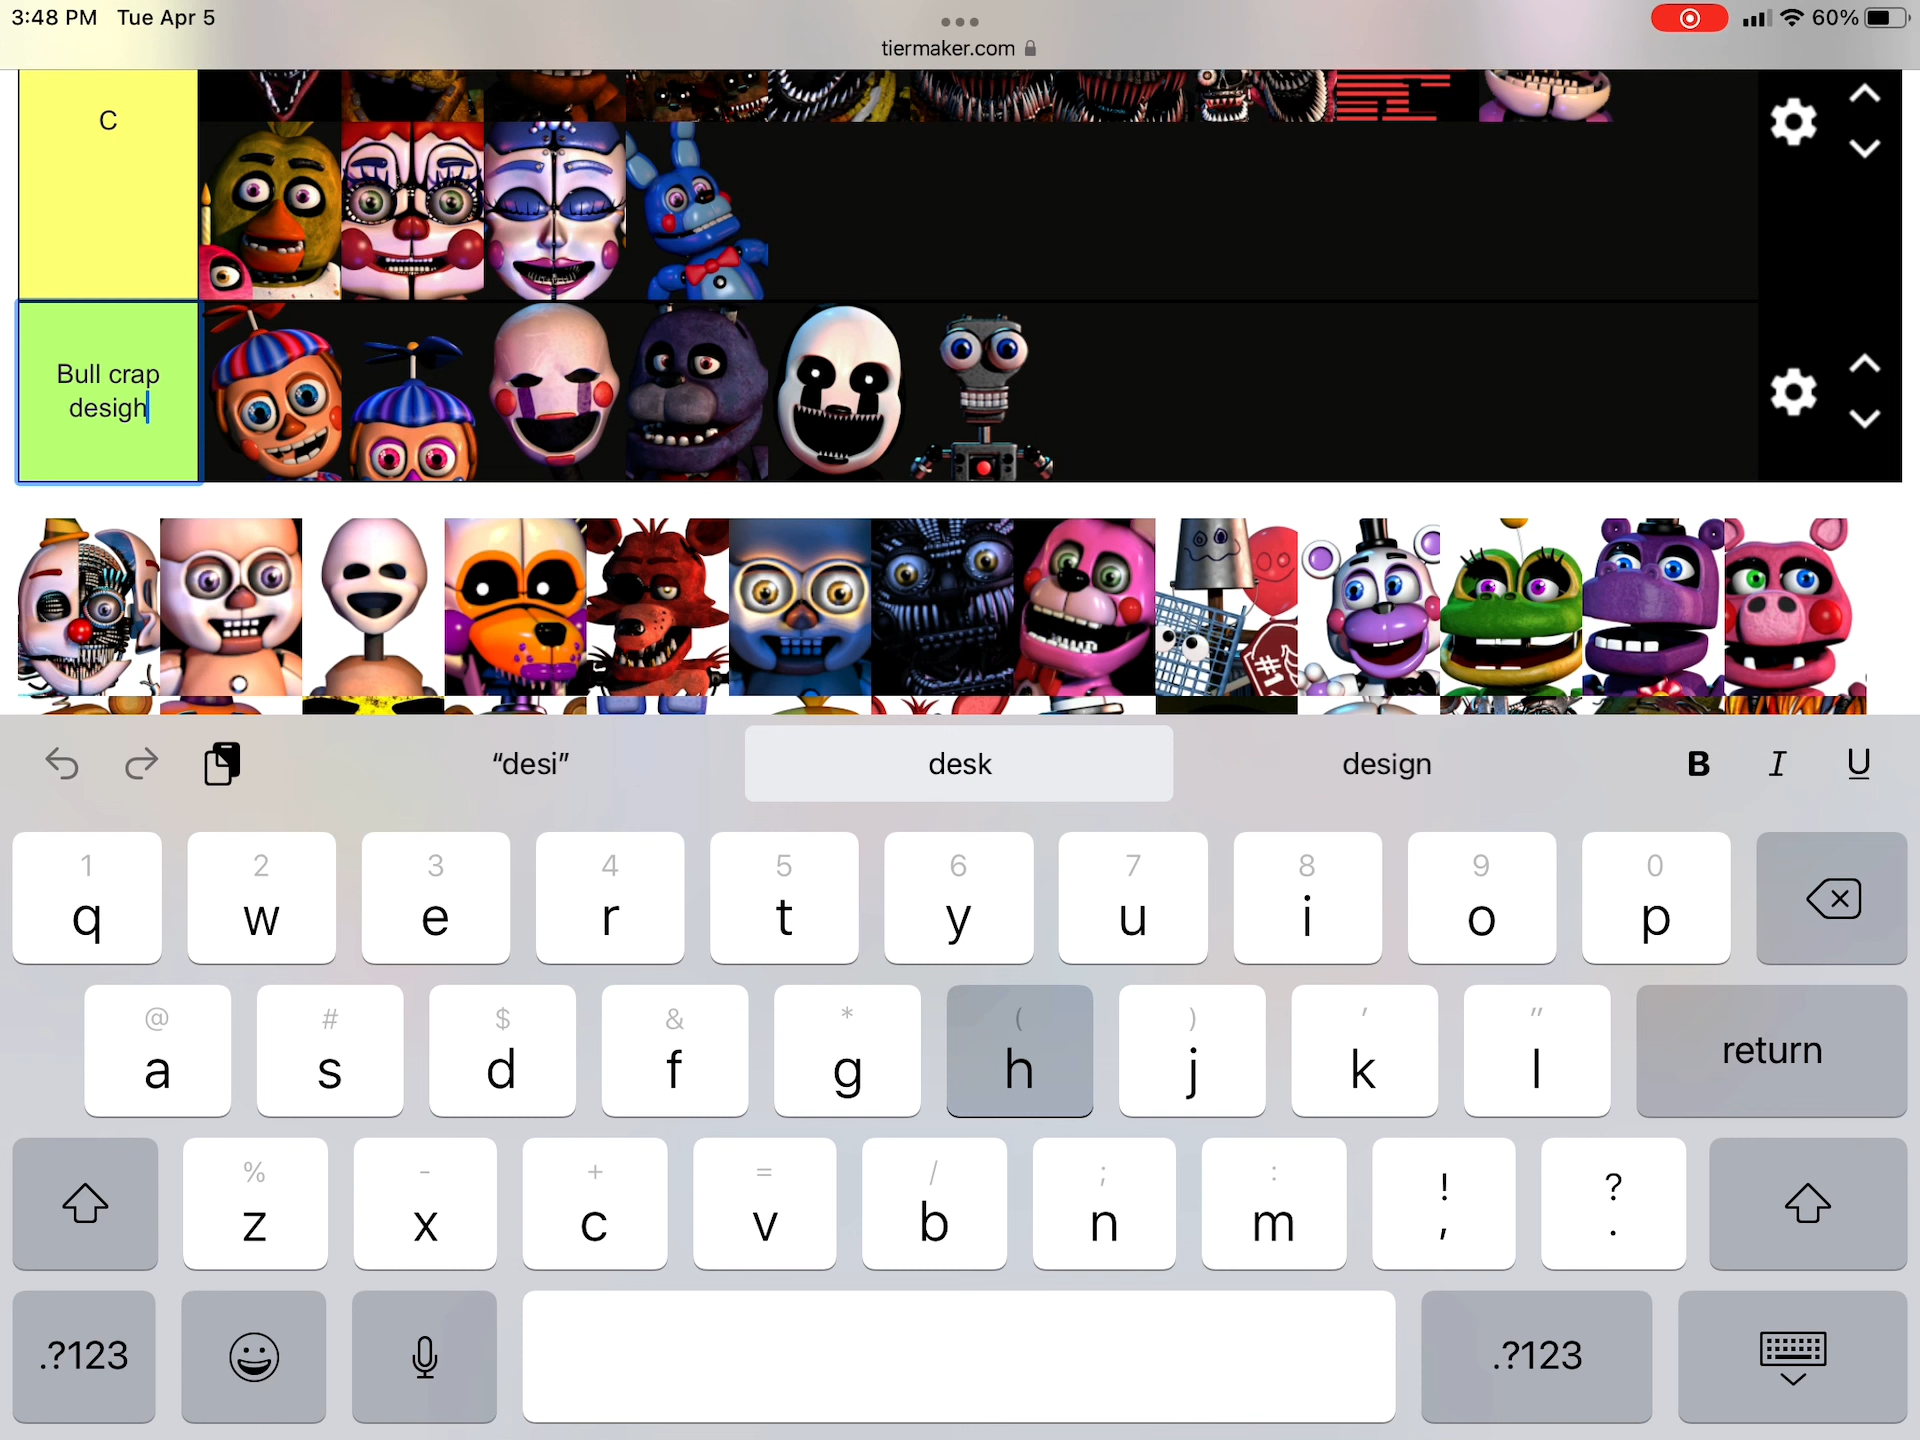 3:48 PM Tue Apr 5
60%
tiermaker.com
C
Bull crap
desigh
#1
"desi" desk design B I U
1 2 3 4 5 6 7 8 9 0
q w e r t y u i o p
@ # $ & * ( ) ' "
a s d f g h j k l return
% - + = / ; : ! ?
z x c v b n m , .
.?123 .?123